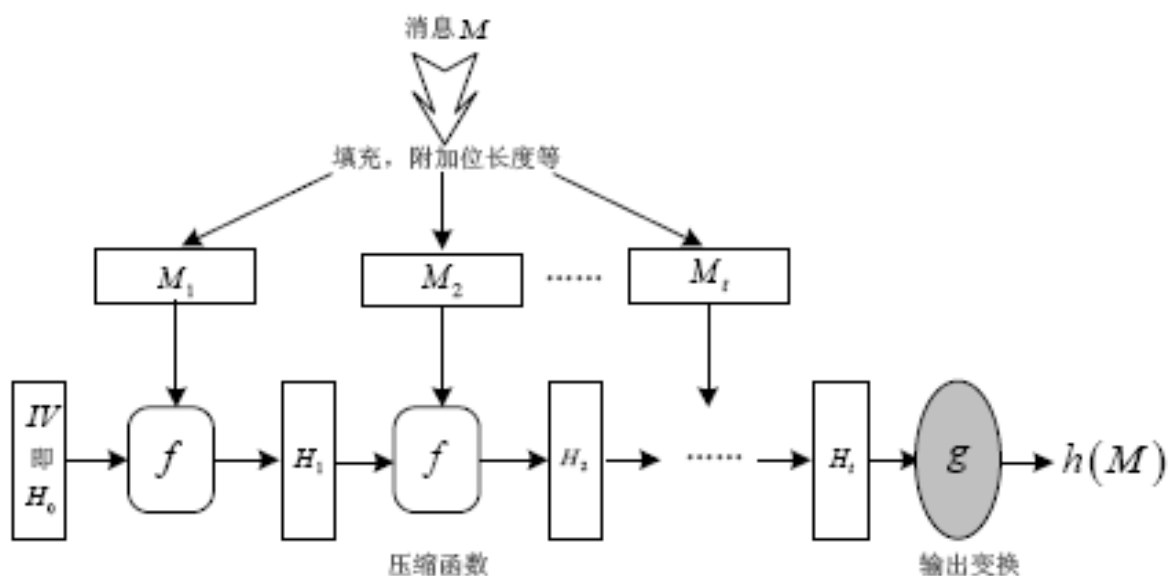 消息 M
填充，附加位长度等
M₁
M₂
……
Mₜ
IV
即
H₀
f
H₁
f
H₂
……
Hₜ
g
h(M)
压缩函数
输出变换